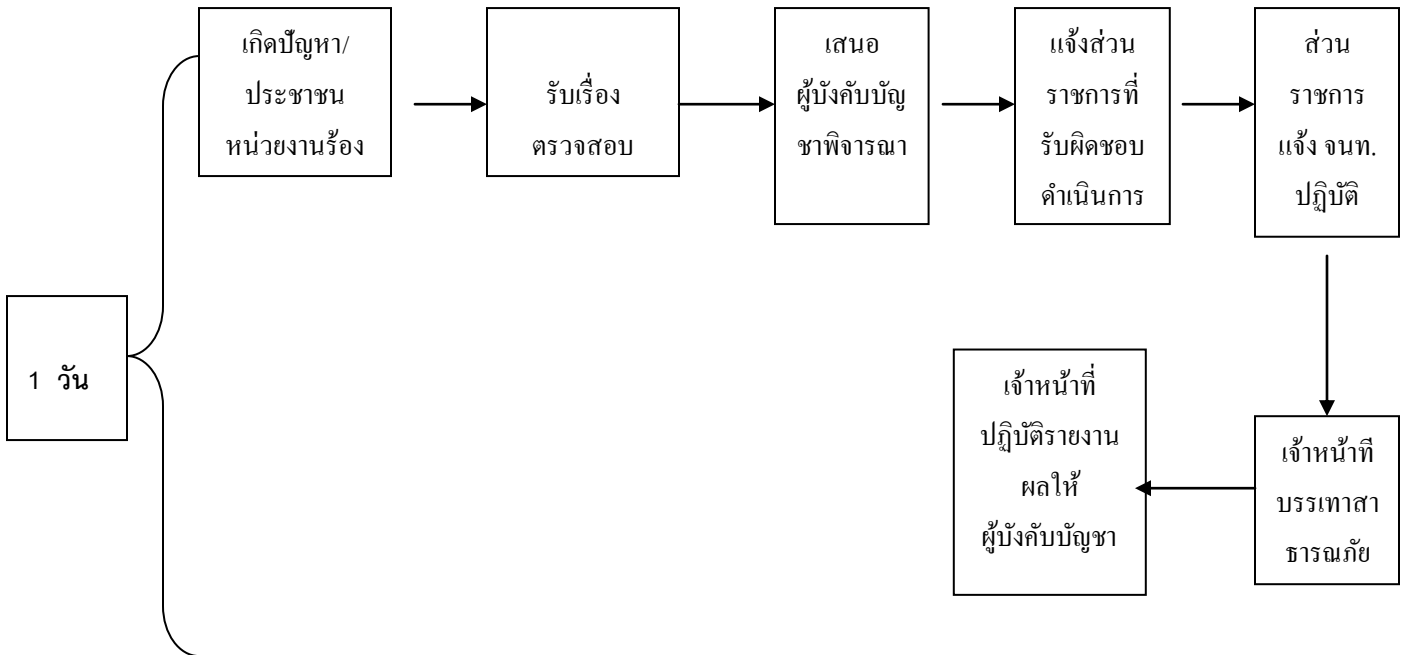 เกิดปัญหา/
ประชาชน
หน่วยงานร้อง
รับเรื่อง
ตรวจสอบ
เสนอ
ผู้บังคับบัญ
ชาพิจารณา
แจ้งส่วน
ราชการที่
รับผิดชอบ
ดำเนินการ
ส่วน
ราชการ
แจ้ง จนท.
ปฏิบัติ
1 วัน
เจ้าหน้าที่
ปฏิบัติรายงาน
ผลให้
ผู้บังคับบัญชา
เจ้าหน้าที
บรรเทาสา
ธารณภัย